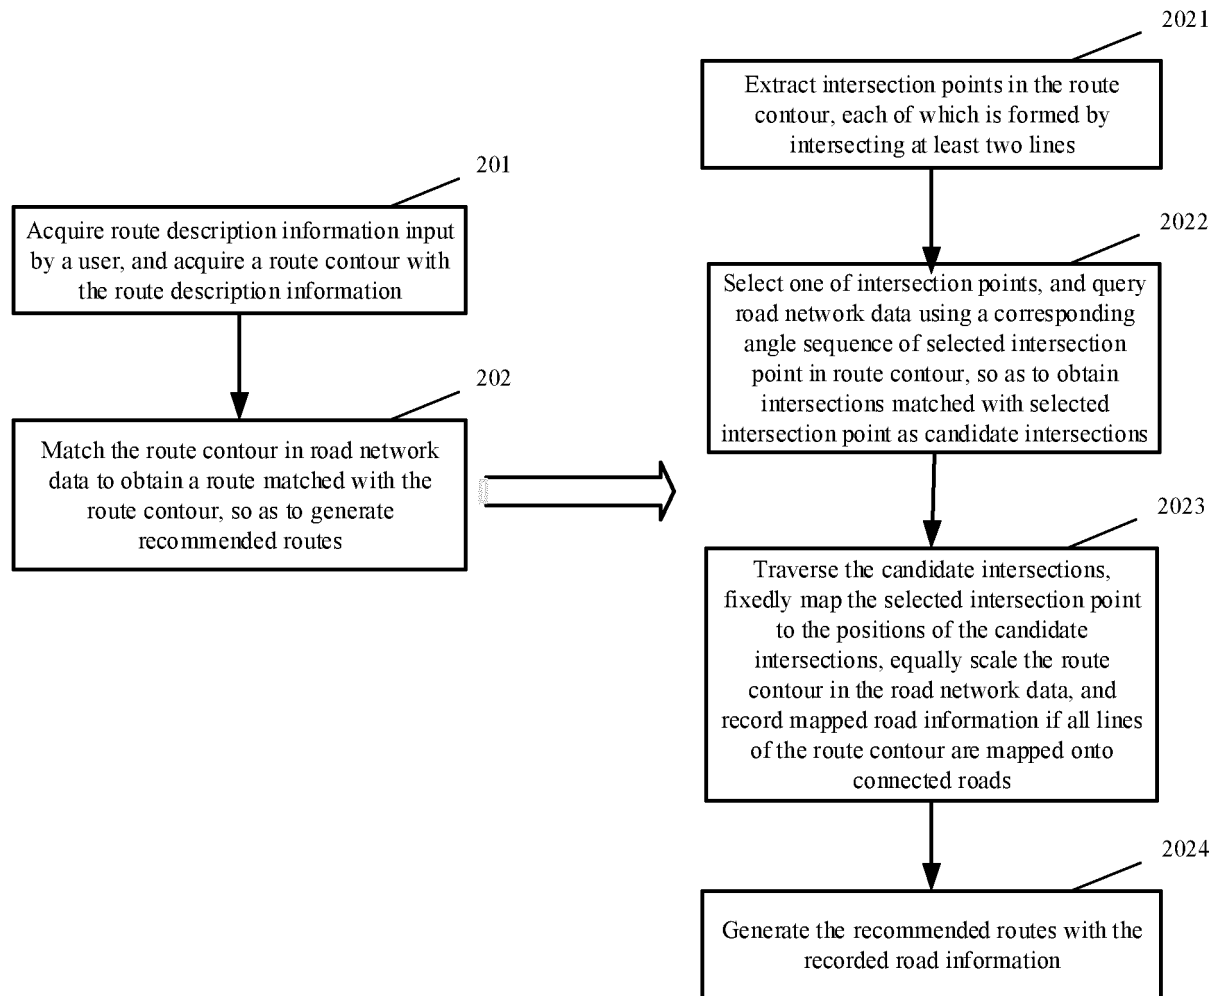 201
Acquire route description information input
by a user, and acquire a route contour with
the route description information
202
Match the route contour in road network
data to obtain a route matched with the
route contour, so as to generate
recommended routes
2021
Extract intersection points in the route
contour, each of which is formed by
intersecting at least two lines
2022
Select one of intersection points, and query
road network data using a corresponding
angle sequence of selected intersection
point in route contour, so as to obtain
intersections matched with selected
intersection point as candidate intersections
2023
Traverse the candidate intersections,
fixedly map the selected intersection point
to the positions of the candidate
intersections, equally scale the route
contour in the road network data, and
record mapped road information if all lines
of the route contour are mapped onto
connected roads
2024
Generate the recommended routes with the
recorded road information